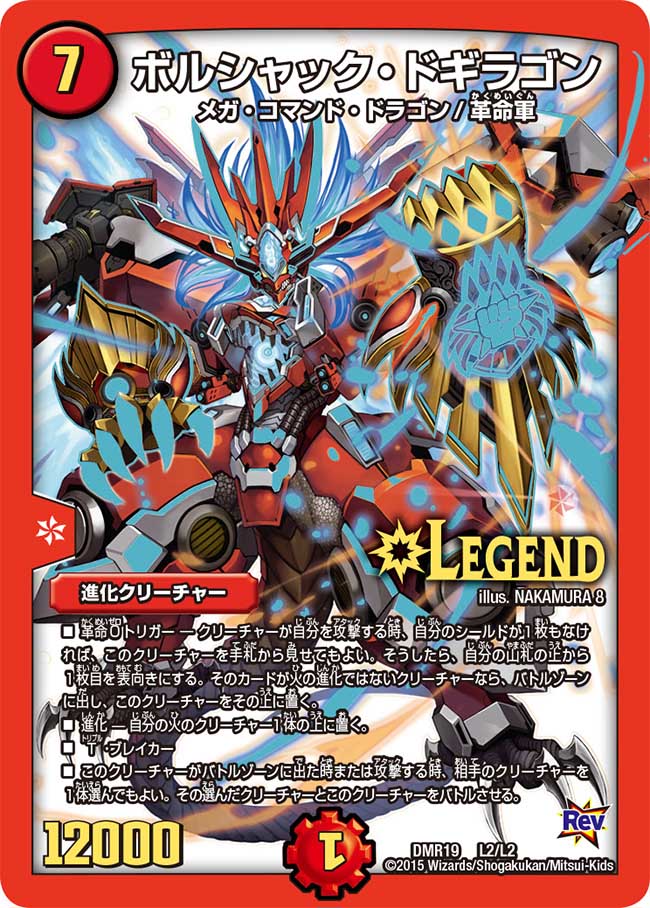 7
ボルシャック・ドギラゴン
メガ・コマンド・ドラゴン/革命軍
LEGEND
illus. NAKAMURA 8
進化クリーチャー
■ 革命0トリガー ― クリーチャーが自分を攻撃する時、自分のシールドが1枚もなけ
れば、このクリーチャーを手札から見せてもよい。そうしたら、自分の山札の上から
1枚目を表向きにする。そのカードが火の進化ではないクリーチャーなら、バトルゾーン
に出し、このクリーチャーをその上に置く。
■ 進化 ― 自分の火のクリーチャー1体の上に置く。
■ T・ブレイカー
■ このクリーチャーがバトルゾーンに出た時または攻撃する時、相手のクリーチャーを
1体選んでもよい。その選んだクリーチャーとこのクリーチャーをバトルさせる。
12000
1
Rev
DMR19 L2/L2
©2015 Wizards/Shogakukan/Mitsui-Kids